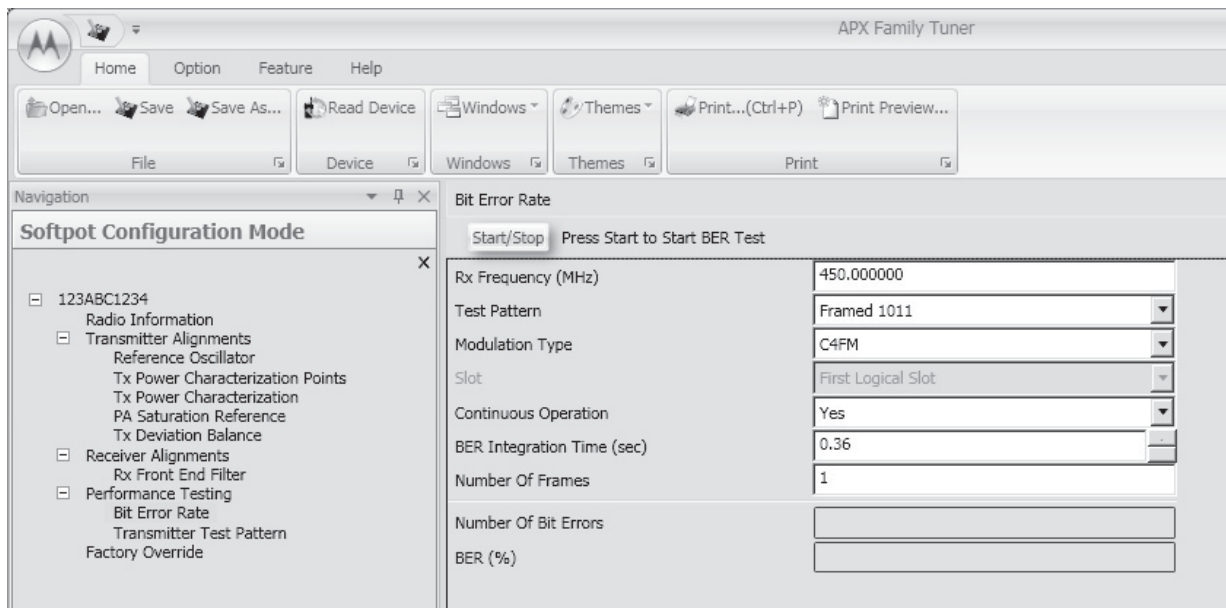 APX Family Tuner
Home Option Feature Help
Open... Save Save As... Read Device Windows Themes Print...(Ctrl+P) Print Preview...
File Device Windows Themes Print
Navigation
Softpot Configuration Mode
123ABC1234
Radio Information
Transmitter Alignments
Reference Oscillator
Tx Power Characterization Points
Tx Power Characterization
PA Saturation Reference
Tx Deviation Balance
Receiver Alignments
Rx Front End Filter
Performance Testing
Bit Error Rate
Transmitter Test Pattern
Factory Override
Bit Error Rate
Start/Stop Press Start to Start BER Test
Rx Frequency (MHz) 450.000000
Test Pattern Framed 1011
Modulation Type C4FM
Slot First Logical Slot
Continuous Operation Yes
BER Integration Time (sec) 0.36
Number Of Frames 1
Number Of Bit Errors
BER (%)